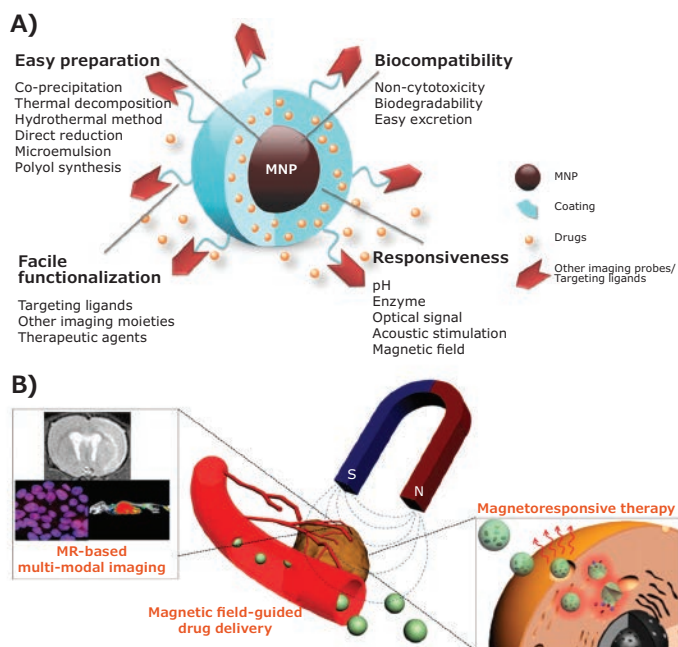 A)
Easy preparation
Co-precipitation
Thermal decomposition
Hydrothermal method
Direct reduction
Microemulsion
Polyol synthesis
Biocompatibility
Non-cytotoxicity
Biodegradability
Easy excretion
MNP
MNP
Coating
Drugs
Other imaging probes/
Targeting ligands
Facile
functionalization
Targeting ligands
Other imaging moieties
Therapeutic agents
Responsiveness
pH
Enzyme
Optical signal
Acoustic stimulation
Magnetic field
B)
S
N
MR-based
multi-modal imaging
Magnetic field-guided
drug delivery
Magnetoresponsive therapy